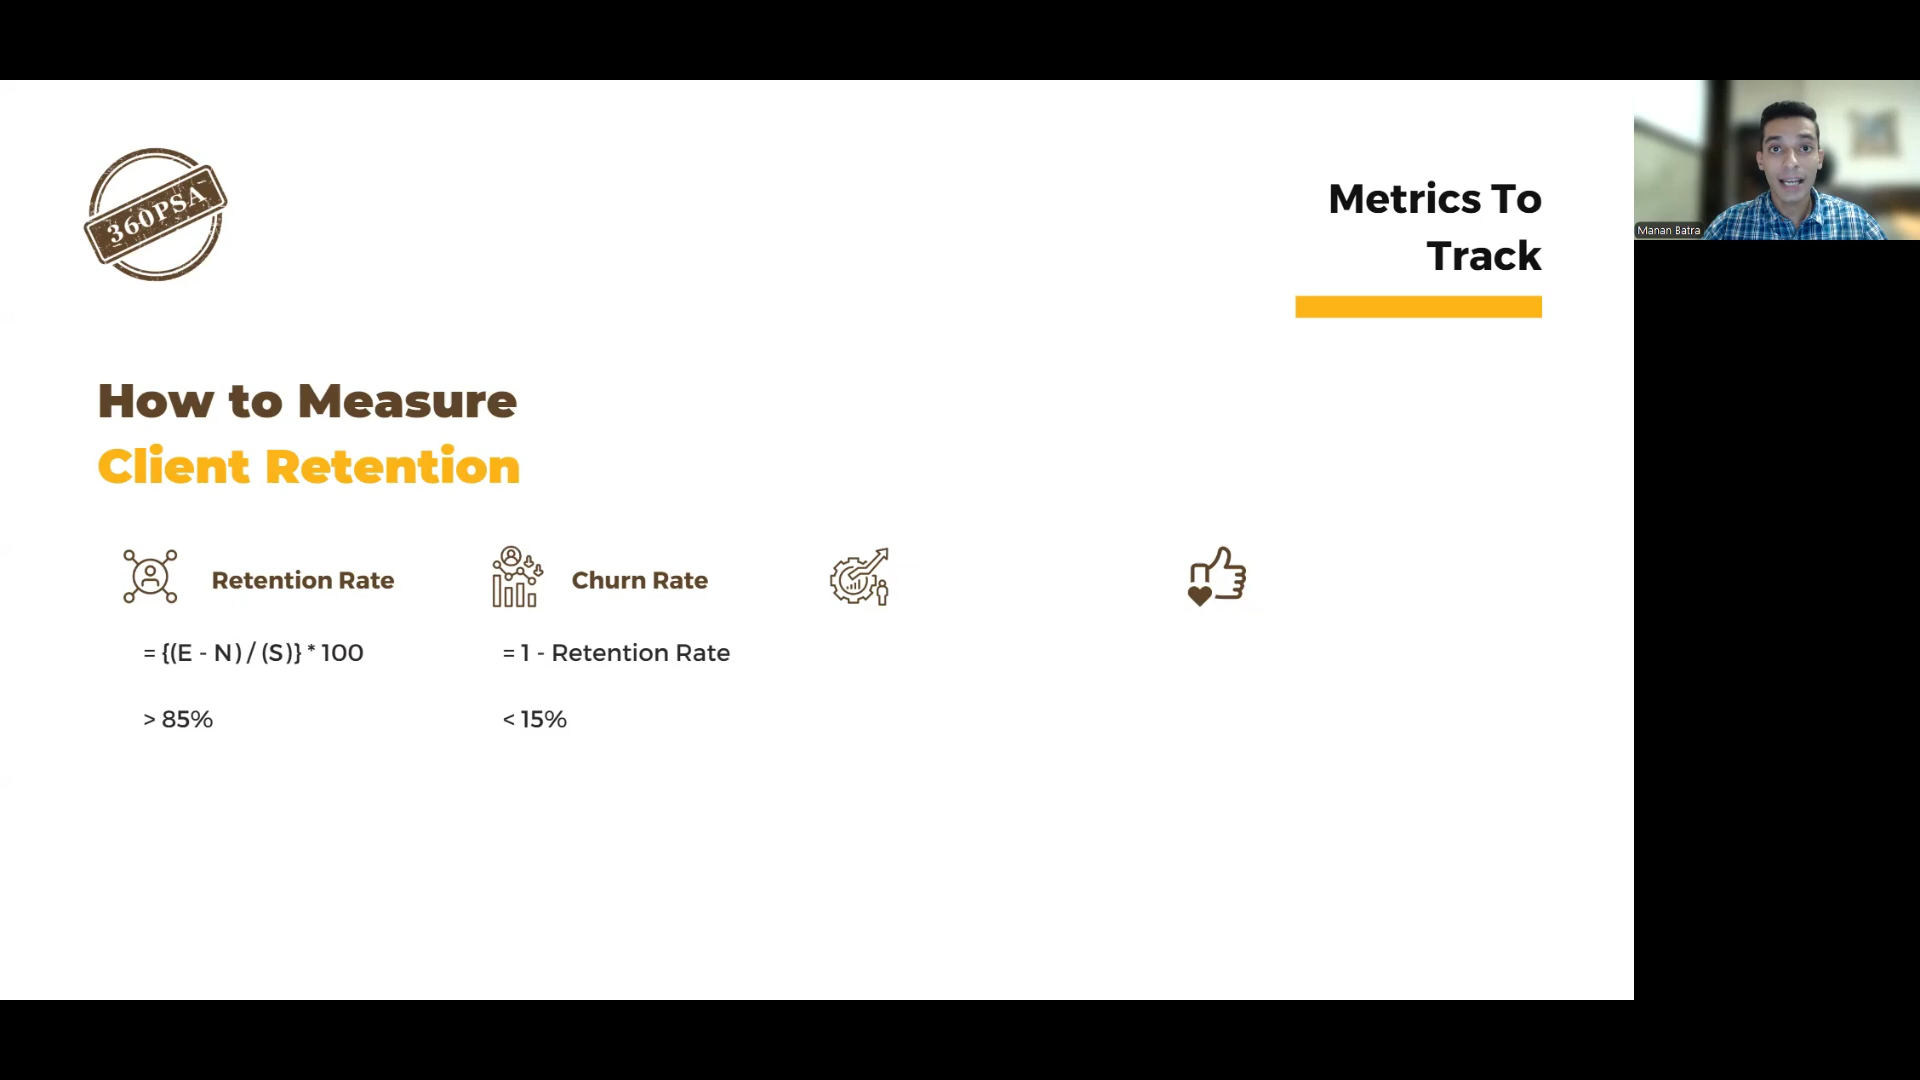 360PSA
Metrics To
Track
Manan Batra
How to Measure
Client Retention
Retention Rate
Churn Rate
= {(E - N) / (S)} * 100
= 1 - Retention Rate
> 85%
< 15%